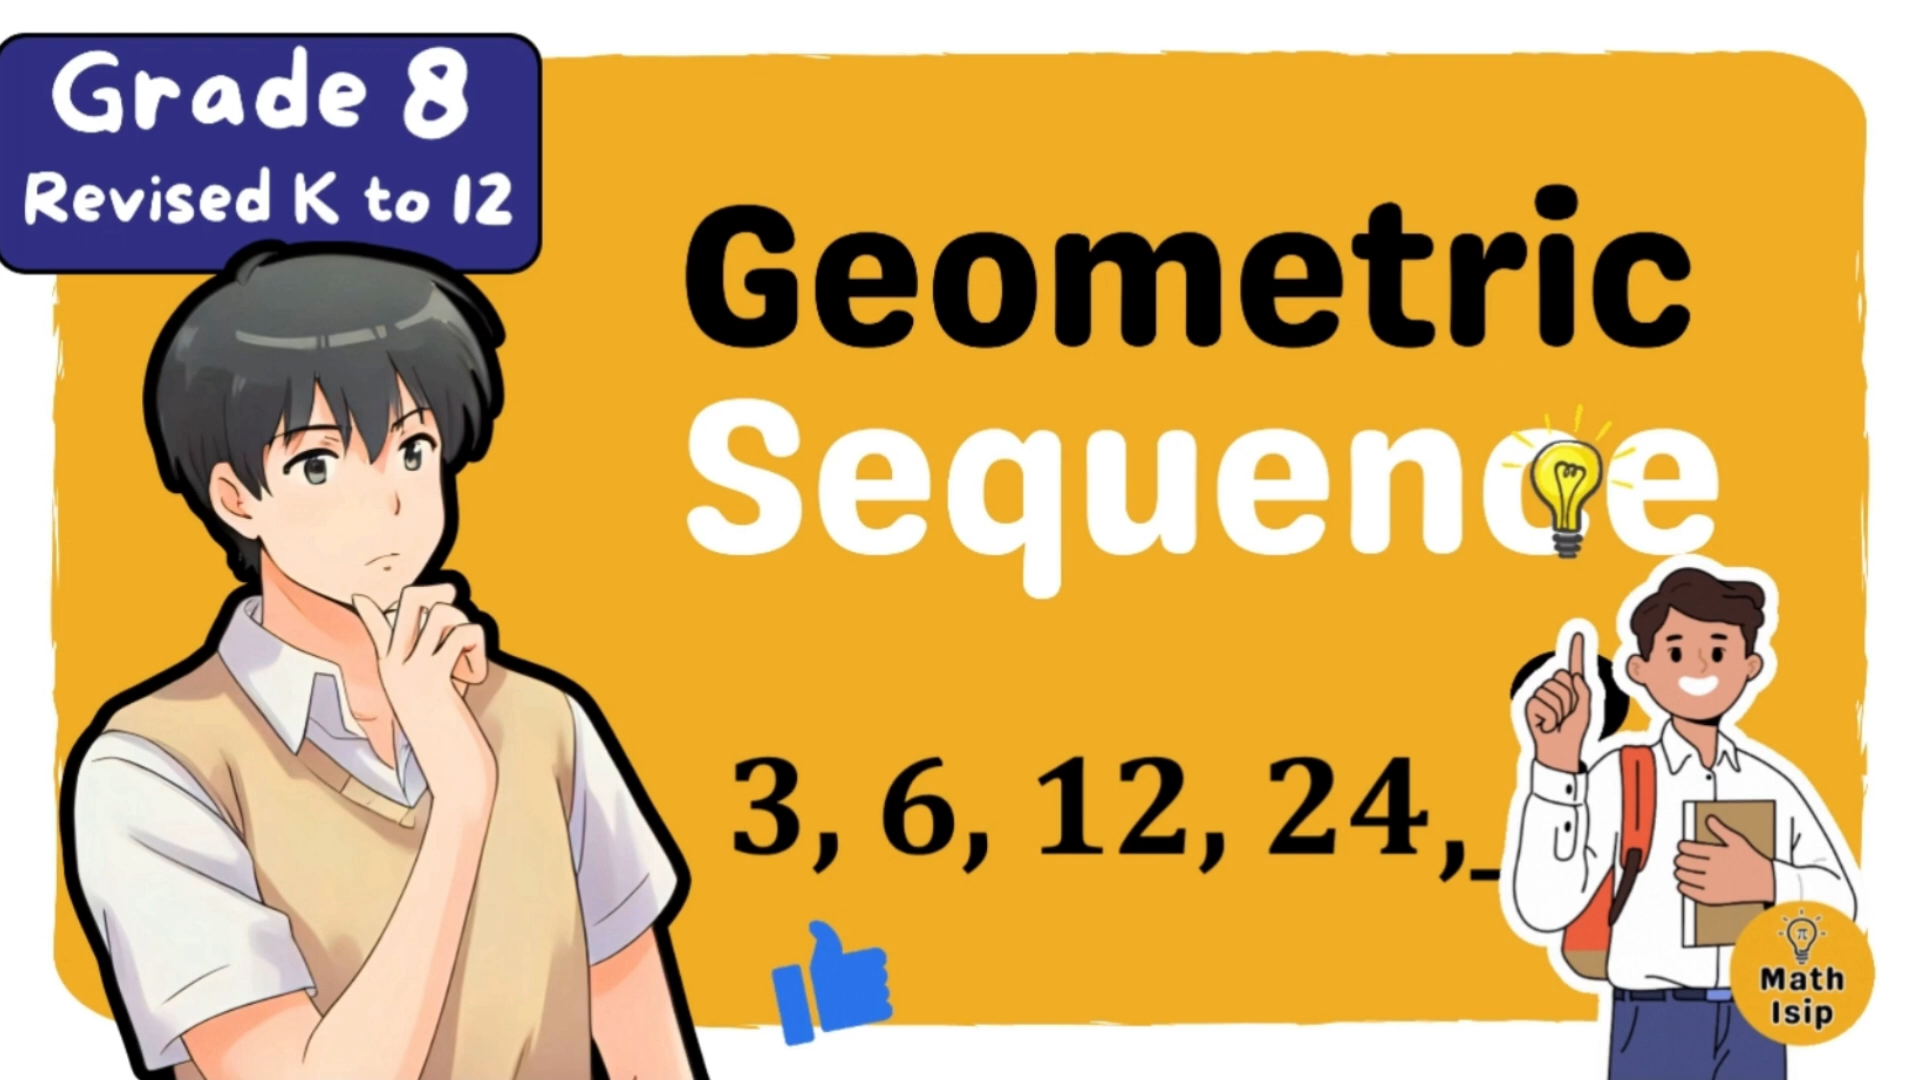 Grade 8
Revised K to 12
Geometric
Sequence
3, 6, 12, 24,_
π
Math
Isip